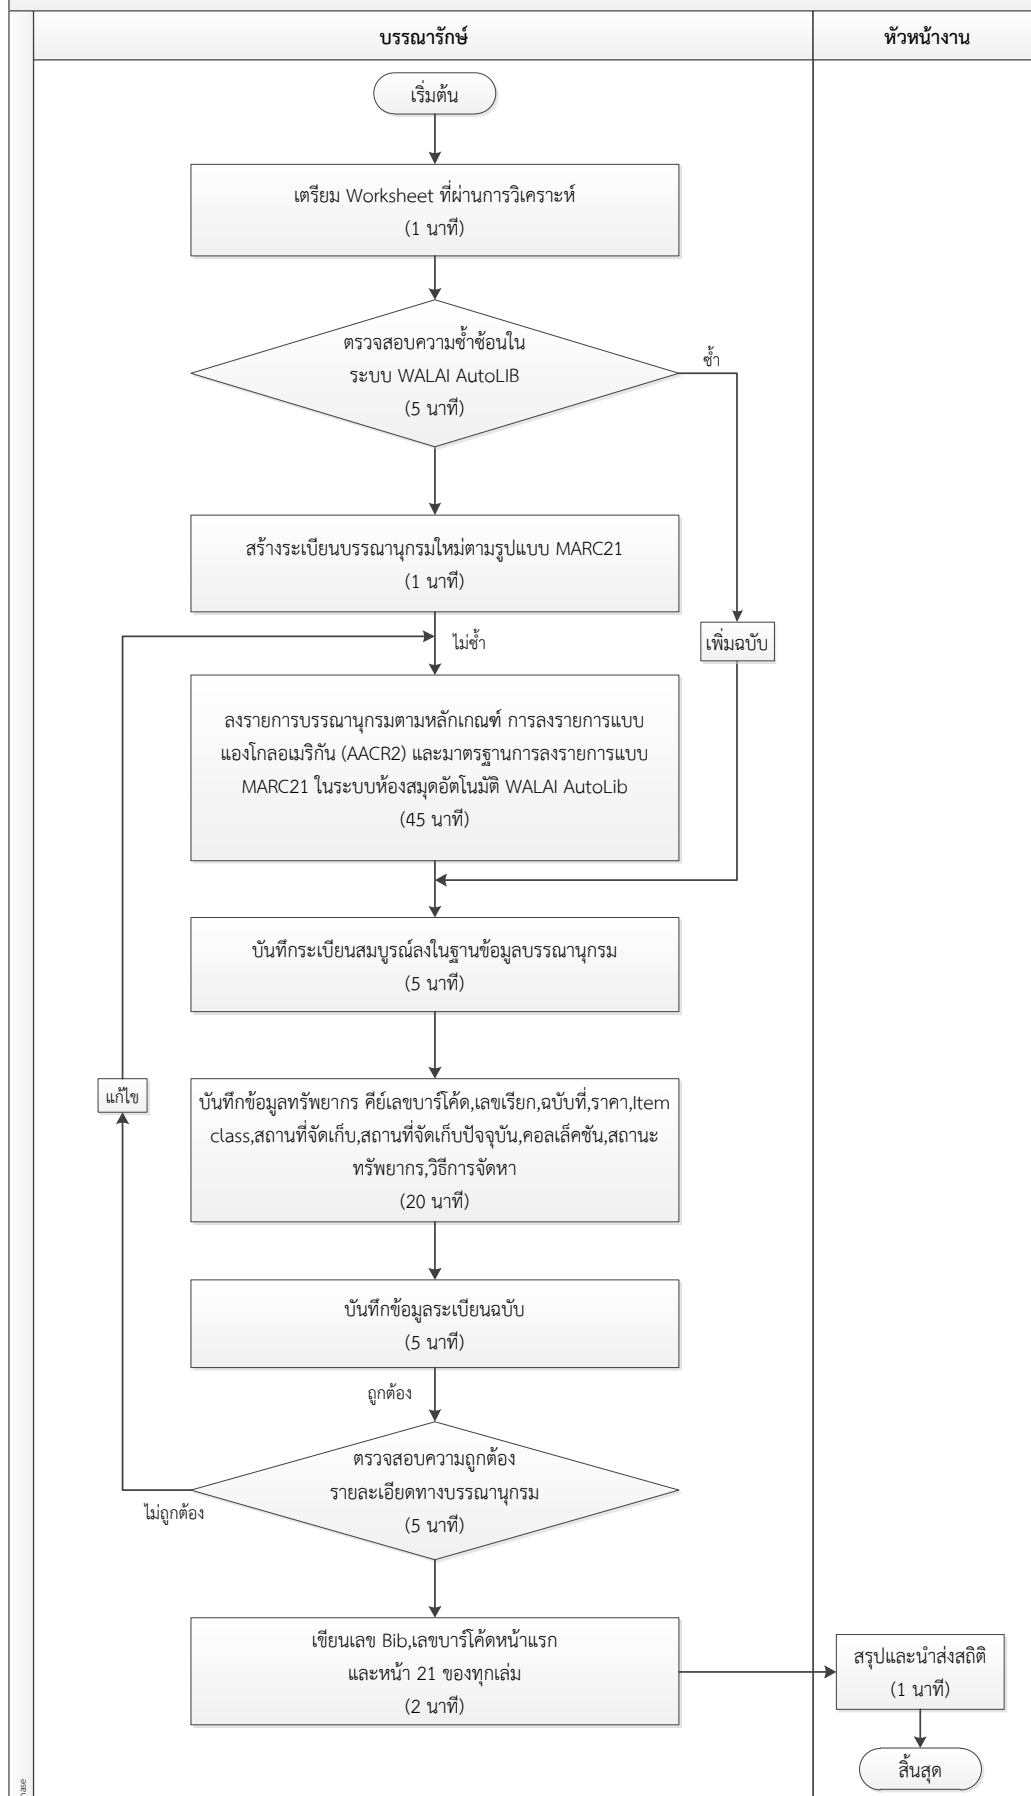 บรรณารักษ์
หัวหน้างาน
เริ่มต้น
เตรียม Worksheet ที่ผ่านการวิเคราะห์
(1 นาที)
ตรวจสอบความซ้ำซ้อนใน
ระบบ WALAI AutoLIB
(5 นาที)
ซ้ำ
สร้างระเบียนบรรณานุกรมใหม่ตามรูปแบบ MARC21
(1 นาที)
ไม่ซ้ำ
เพิ่มฉบับ
ลงรายการบรรณานุกรมตามหลักเกณฑ์ การลงรายการแบบ
แองโกลอเมริกัน (AACR2) และมาตรฐานการลงรายการแบบ
MARC21 ในระบบห้องสมุดอัตโนมัติ WALAI AutoLib
(45 นาที)
บันทึกระเบียนสมบูรณ์ลงในฐานข้อมูลบรรณานุกรม
(5 นาที)
แก้ไข
บันทึกข้อมูลทรัพยากร คีย์เลขบาร์โค้ด,เลขเรียก,ฉบับที่,ราคา,Item
class,สถานที่จัดเก็บ,สถานที่จัดเก็บปัจจุบัน,คอลเล็คชัน,สถานะ
ทรัพยากร,วิธีการจัดหา
(20 นาที)
บันทึกข้อมูลระเบียนฉบับ
(5 นาที)
ถูกต้อง
ตรวจสอบความถูกต้อง
รายละเอียดทางบรรณานุกรม
(5 นาที)
ไม่ถูกต้อง
เขียนเลข Bib,เลขบาร์โค้ดหน้าแรก
และหน้า 21 ของทุกเล่ม
(2 นาที)
สรุปและนำส่งสถิติ
(1 นาที)
สิ้นสุด